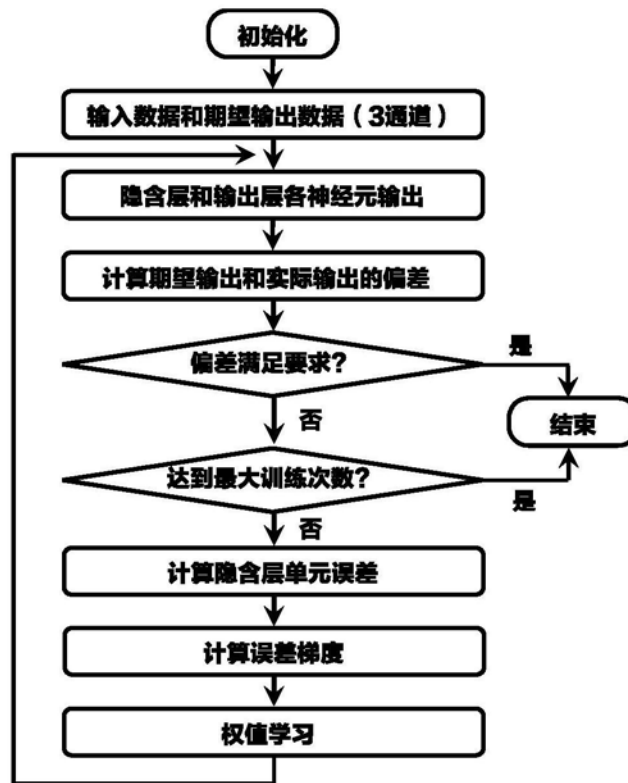 初始化
输入数据和期望输出数据（3通道）
隐含层和输出层各神经元输出
计算期望输出和实际输出的偏差
偏差满足要求?
是
否
结束
达到最大训练次数?
是
否
计算隐含层单元误差
计算误差梯度
权值学习